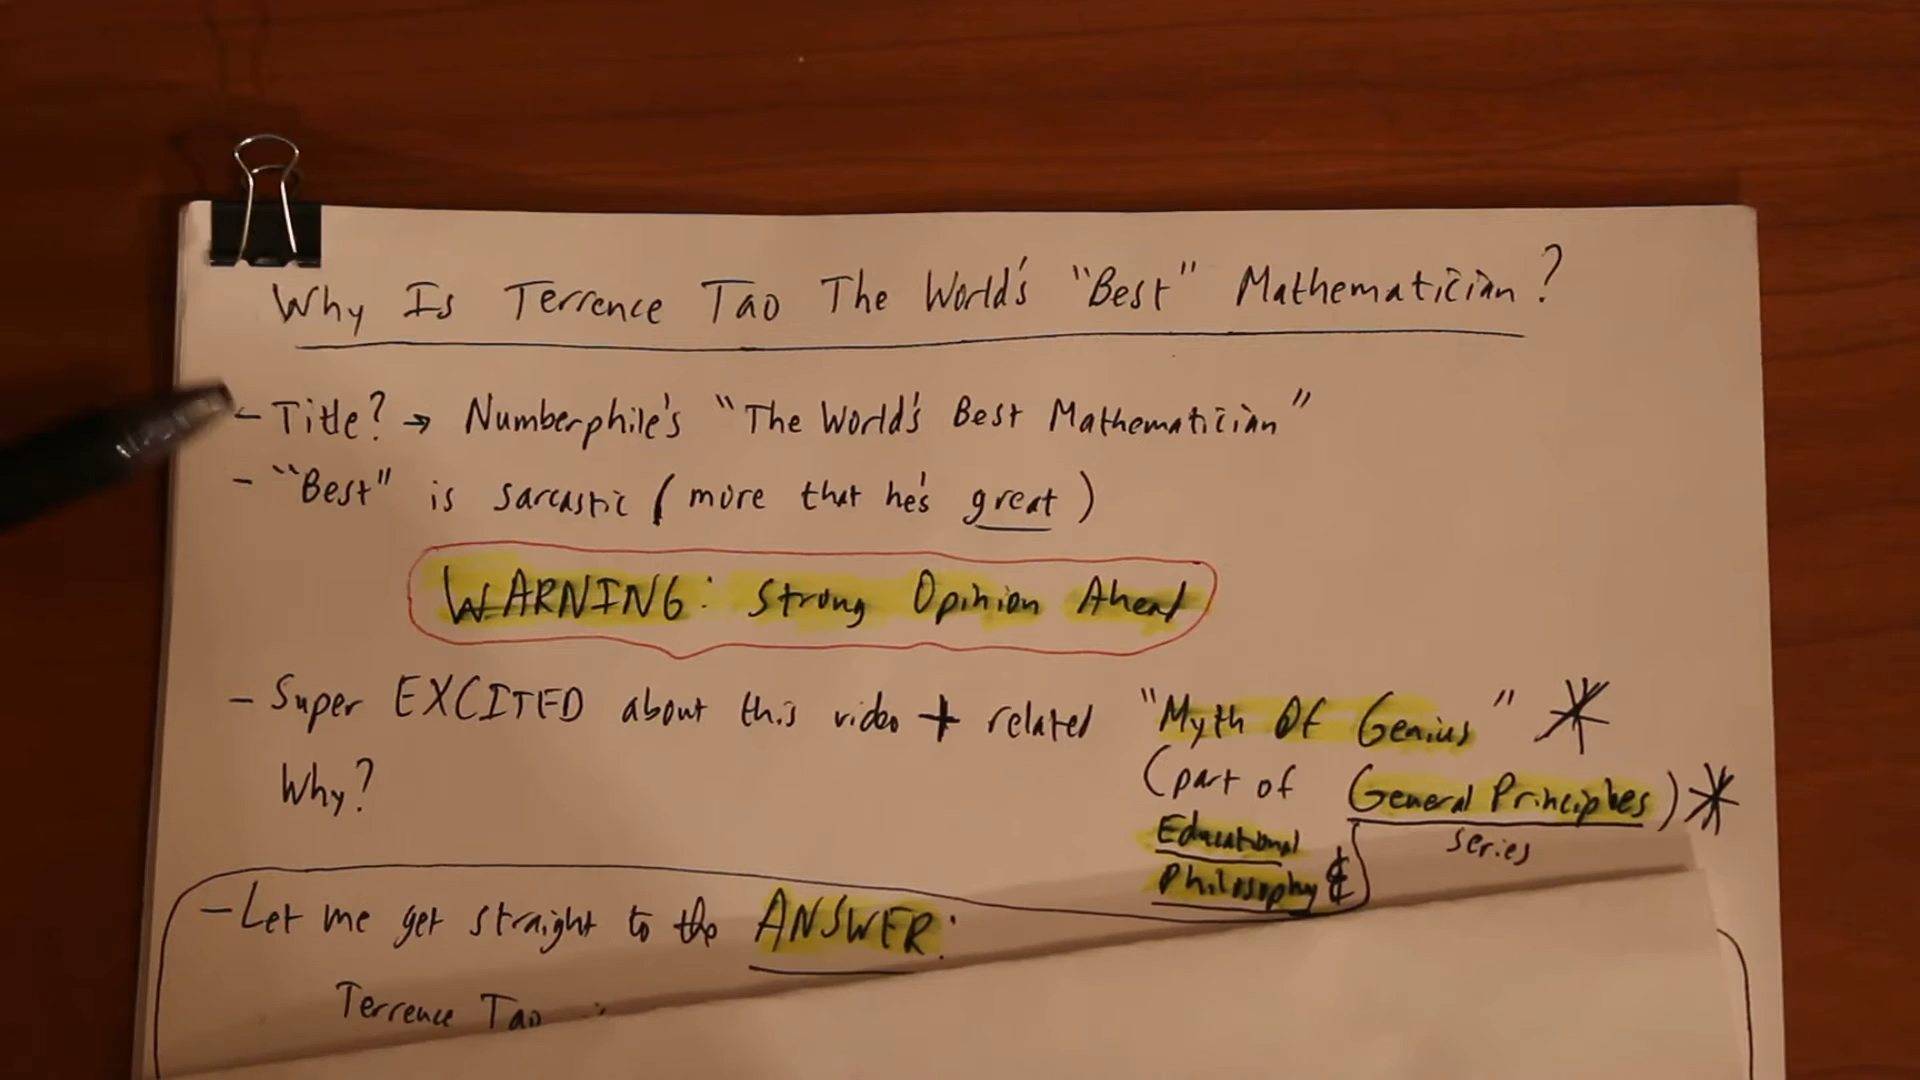 Why Is Terrence Tao The World's "Best" Mathematician?
- Title? → Numberphile's "The World's Best Mathematician"
- "Best" is sarcastic (more that he's great)
WARNING: Strong Opinion Ahead
- Super EXCITED about this video + related "Myth Of Genius" *
Why?
(part of General Principles) *
Educational
Philosophy &
series
- Let me get straight to the ANSWER:
Terrence Tao